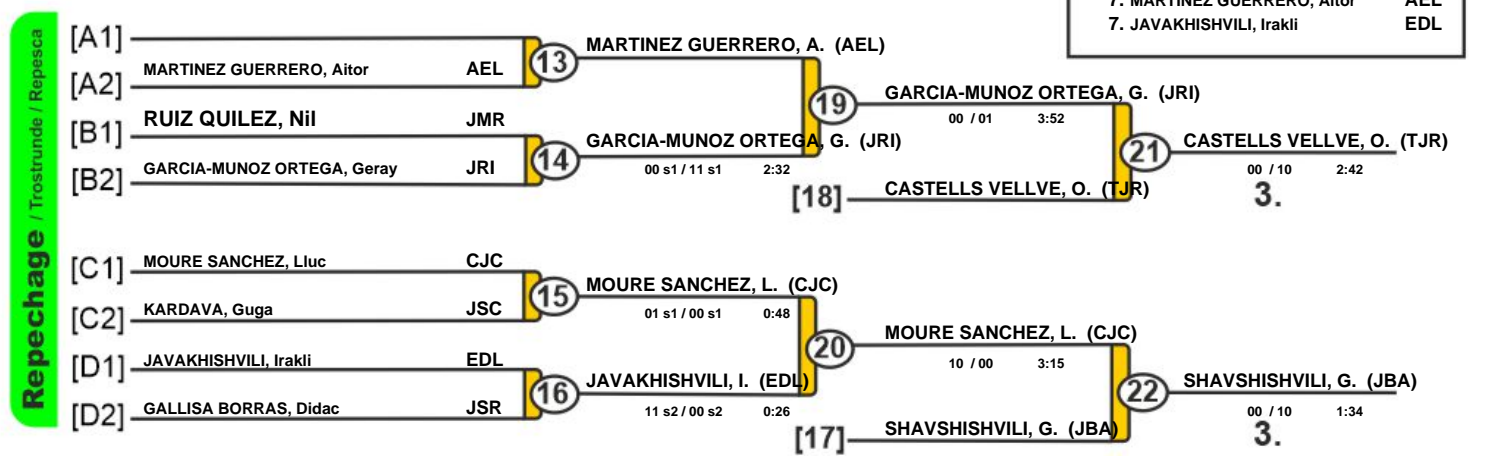 7. MARTINEZ GUERRERO, Aitor AEL
7. JAVAKHISHVILI, Irakli EDL
Repechage / Trostrunde / Repesca
[A1]
[A2] MARTINEZ GUERRERO, Aitor AEL
13
MARTINEZ GUERRERO, A. (AEL)
[B1] RUIZ QUILEZ, Nil JMR
[B2] GARCIA-MUNOZ ORTEGA, Geray JRI
14
GARCIA-MUNOZ ORTEGA, G. (JRI)
00 s1 / 11 s1 2:32
19
GARCIA-MUNOZ ORTEGA, G. (JRI)
00 / 01 3:52
[18] CASTELLS VELLVE, O. (TJR)
21
CASTELLS VELLVE, O. (TJR)
00 / 10 2:42
3.
[C1] MOURE SANCHEZ, Lluc CJC
[C2] KARDAVA, Guga JSC
15
MOURE SANCHEZ, L. (CJC)
01 s1 / 00 s1 0:48
[D1] JAVAKHISHVILI, Irakli EDL
[D2] GALLISA BORRAS, Didac JSR
16
JAVAKHISHVILI, I. (EDL)
11 s2 / 00 s2 0:26
20
MOURE SANCHEZ, L. (CJC)
10 / 00 3:15
[17] SHAVSHISHVILI, G. (JBA)
22
SHAVSHISHVILI, G. (JBA)
00 / 10 1:34
3.